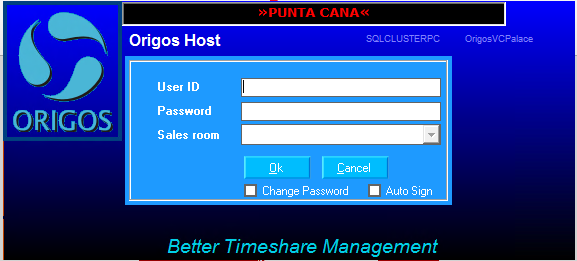 »PUNTA CANA«
Origos Host
SQLCLUSTERPC
OrigosVCPalace
ORIGOS
User ID
Password
Sales room
Ok
Cancel
Change Password
Auto Sign
Better Timeshare Management